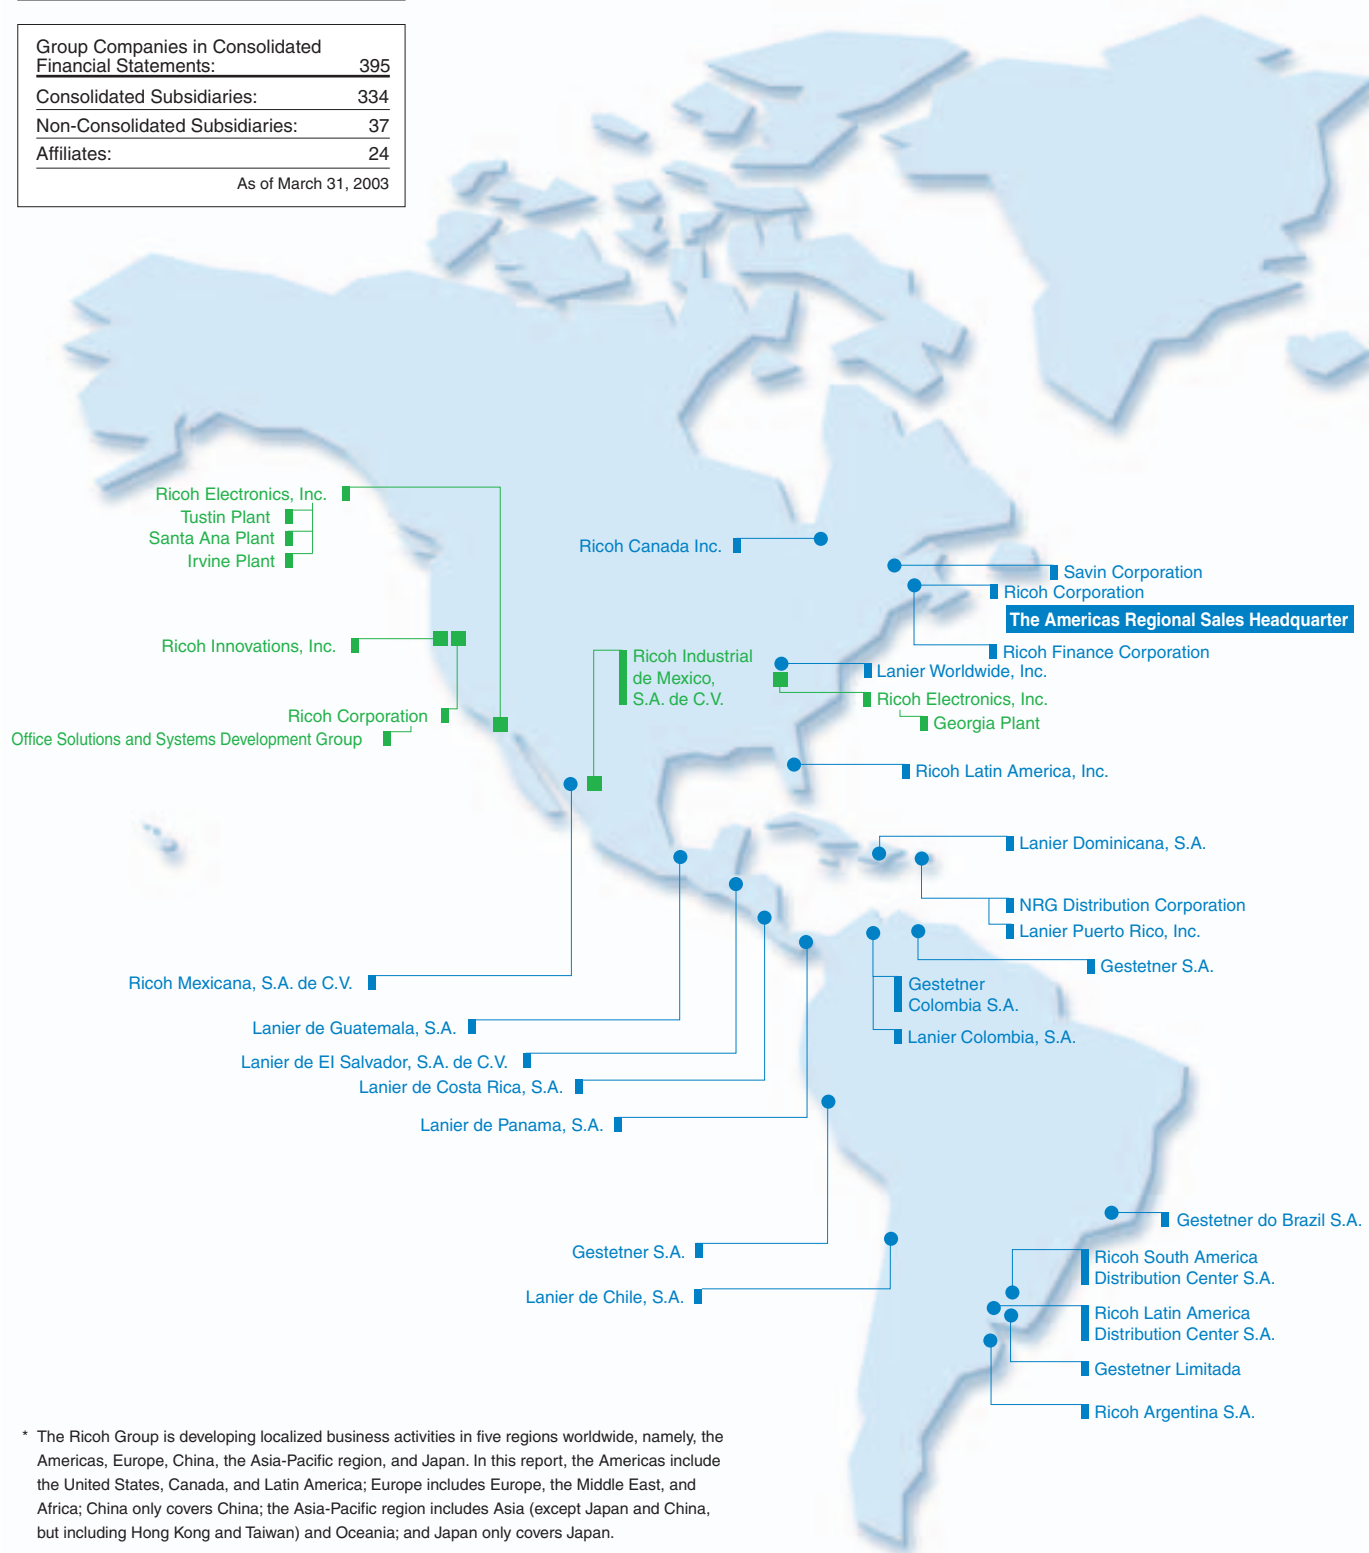 Group Companies in Consolidated
Financial Statements: 395
Consolidated Subsidiaries: 334
Non-Consolidated Subsidiaries: 37
Affiliates: 24
As of March 31, 2003
Ricoh Electronics, Inc.
Tustin Plant
Santa Ana Plant
Irvine Plant
Ricoh Innovations, Inc.
Ricoh Corporation
Office Solutions and Systems Development Group
Ricoh Industrial
de Mexico,
S.A. de C.V.
Ricoh Canada Inc.
Savin Corporation
Ricoh Corporation
The Americas Regional Sales Headquarter
Ricoh Finance Corporation
Lanier Worldwide, Inc.
Ricoh Electronics, Inc.
Georgia Plant
Ricoh Latin America, Inc.
Lanier Dominicana, S.A.
NRG Distribution Corporation
Lanier Puerto Rico, Inc.
Gestetner S.A.
Gestetner
Colombia S.A.
Lanier Colombia, S.A.
Ricoh Mexicana, S.A. de C.V.
Lanier de Guatemala, S.A.
Lanier de El Salvador, S.A. de C.V.
Lanier de Costa Rica, S.A.
Lanier de Panama, S.A.
Gestetner S.A.
Lanier de Chile, S.A.
Gestetner do Brazil S.A.
Ricoh South America
Distribution Center S.A.
Ricoh Latin America
Distribution Center S.A.
Gestetner Limitada
Ricoh Argentina S.A.
* The Ricoh Group is developing localized business activities in five regions worldwide, namely, the
Americas, Europe, China, the Asia-Pacific region, and Japan. In this report, the Americas include
the United States, Canada, and Latin America; Europe includes Europe, the Middle East, and
Africa; China only covers China; the Asia-Pacific region includes Asia (except Japan and China,
but including Hong Kong and Taiwan) and Oceania; and Japan only covers Japan.